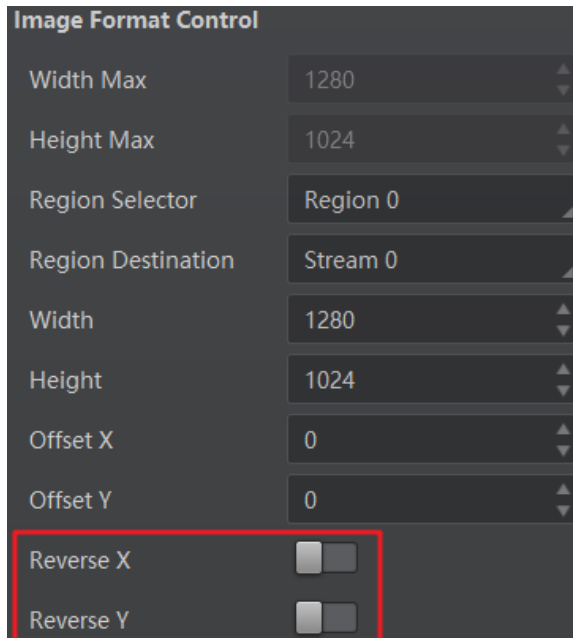 Image Format Control
Width Max 1280
Height Max 1024
Region Selector Region 0
Region Destination Stream 0
Width 1280
Height 1024
Offset X 0
Offset Y 0
Reverse X
Reverse Y